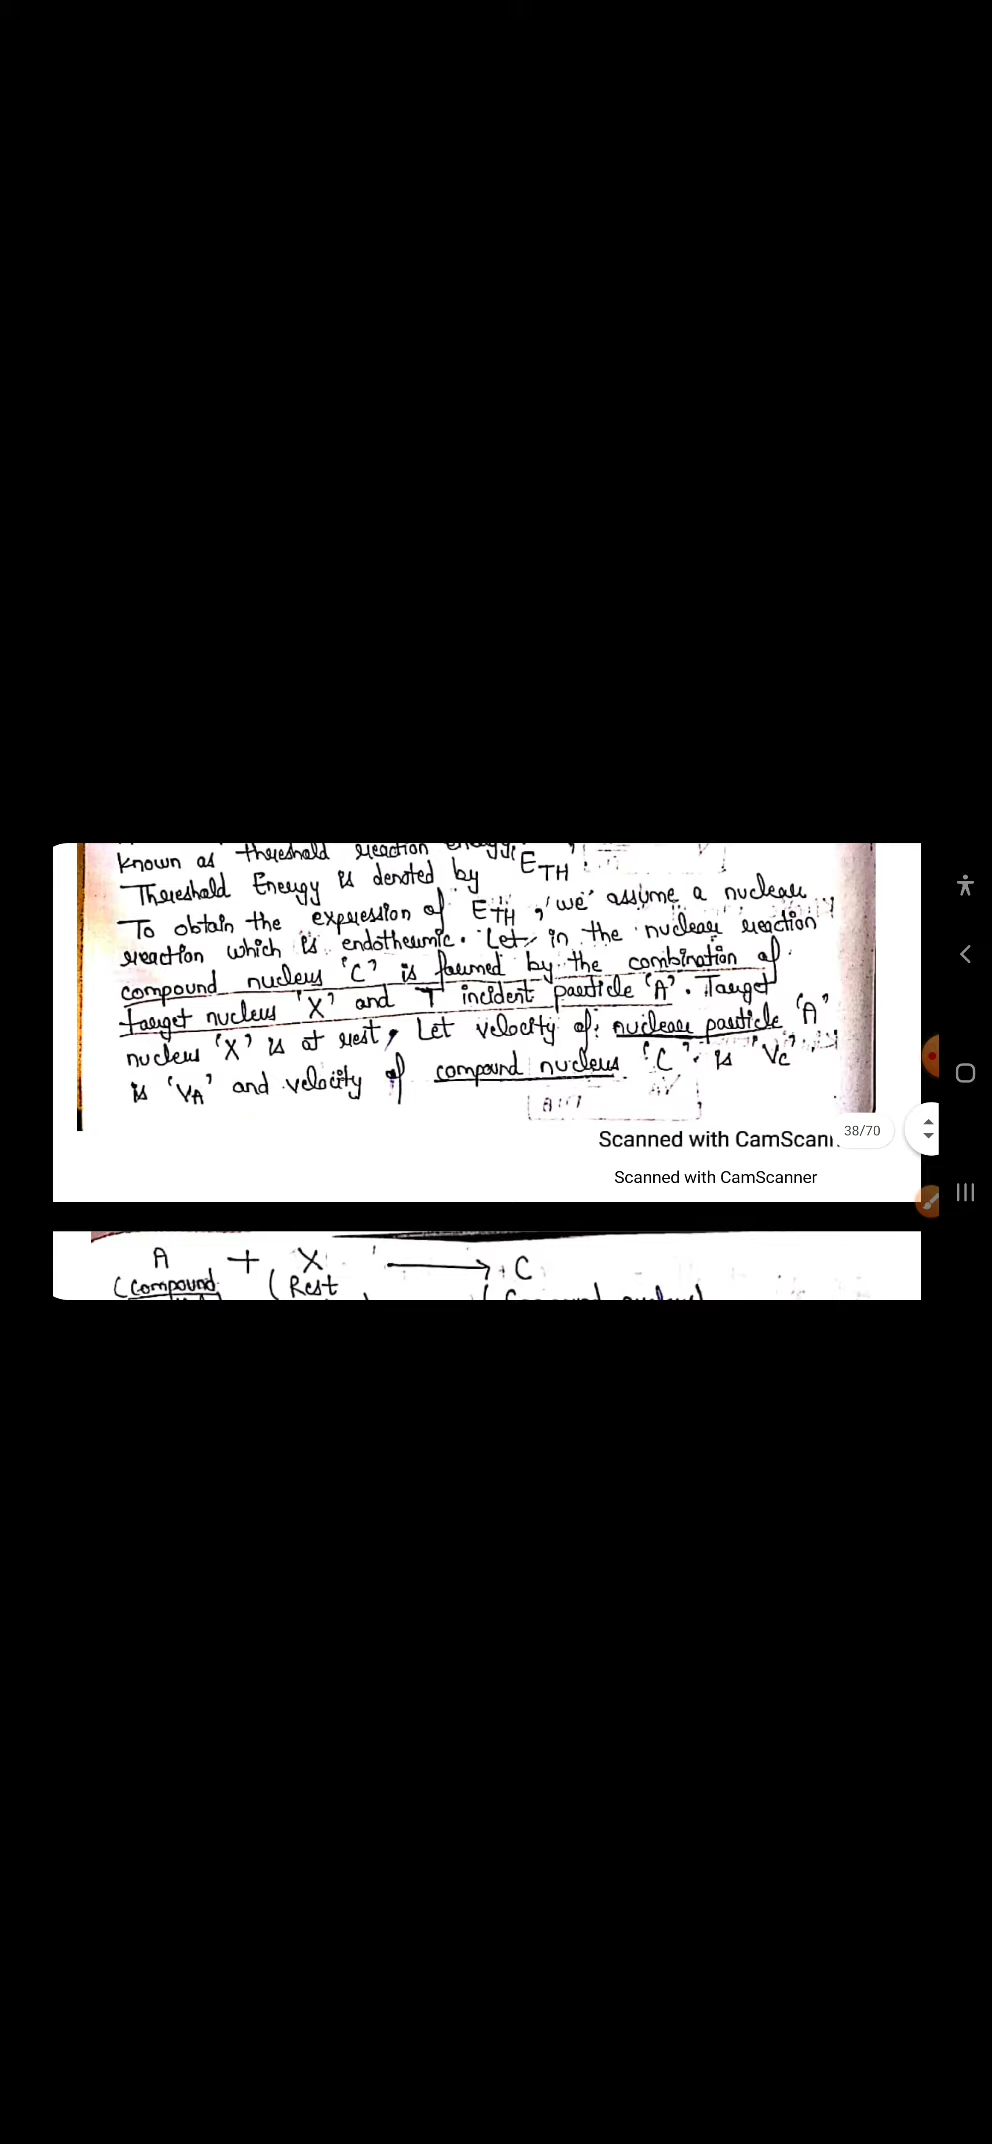 known as threshold reaction energy.
Threshold Energy is denoted by ETH
To obtain the expression of ETH, we assume a nuclear
reaction which is endothermic. Let in the nuclear reaction
compound nucleus 'C' is formed by the combination of
target nucleus 'X' and T incident particle 'A'. Target
nucleus 'X' is at rest, Let velocity of nuclear particle 'A'
is 'VA' and velocity of compound nucleus 'C' is 'Vc'
Scanned with CamScan
38/70
Scanned with CamScanner
A + X → C
(Compound (Rest